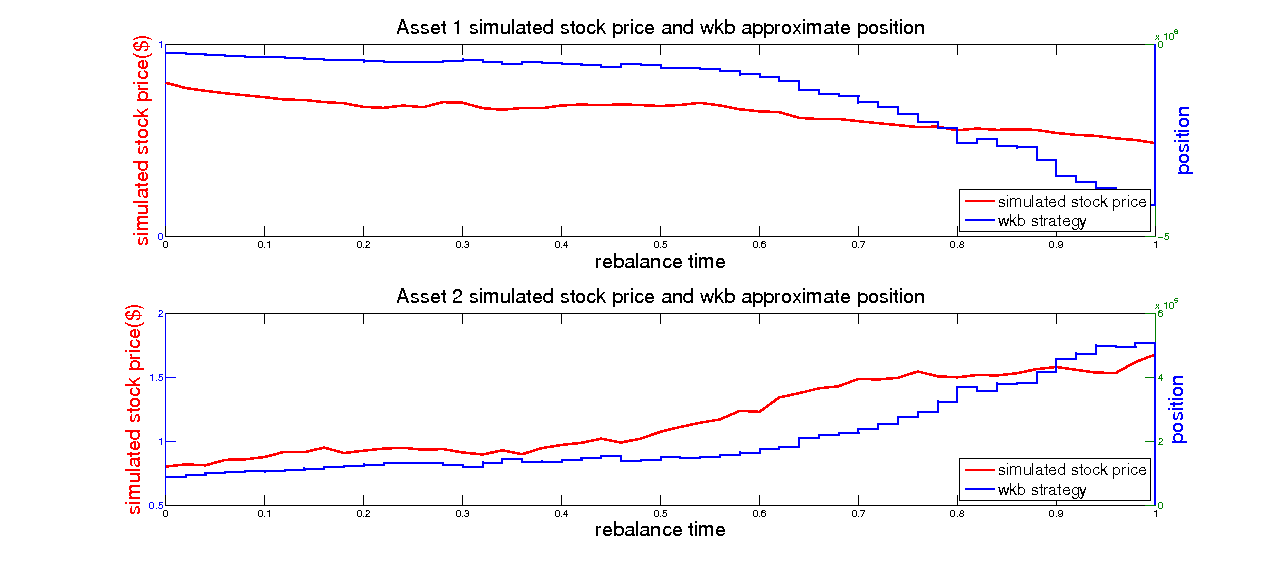 Asset 1 simulated stock price and wkb approximate position
simulated stock price($)
1
0
0
-5
position
simulated stock price
wkb strategy
0 0.1 0.2 0.3 0.4 0.5 0.6 0.7 0.8 0.9 1
rebalance time
Asset 2 simulated stock price and wkb approximate position
simulated stock price($)
2
1.5
1
0.5
6
4
2
0
position
simulated stock price
wkb strategy
0 0.1 0.2 0.3 0.4 0.5 0.6 0.7 0.8 0.9 1
rebalance time